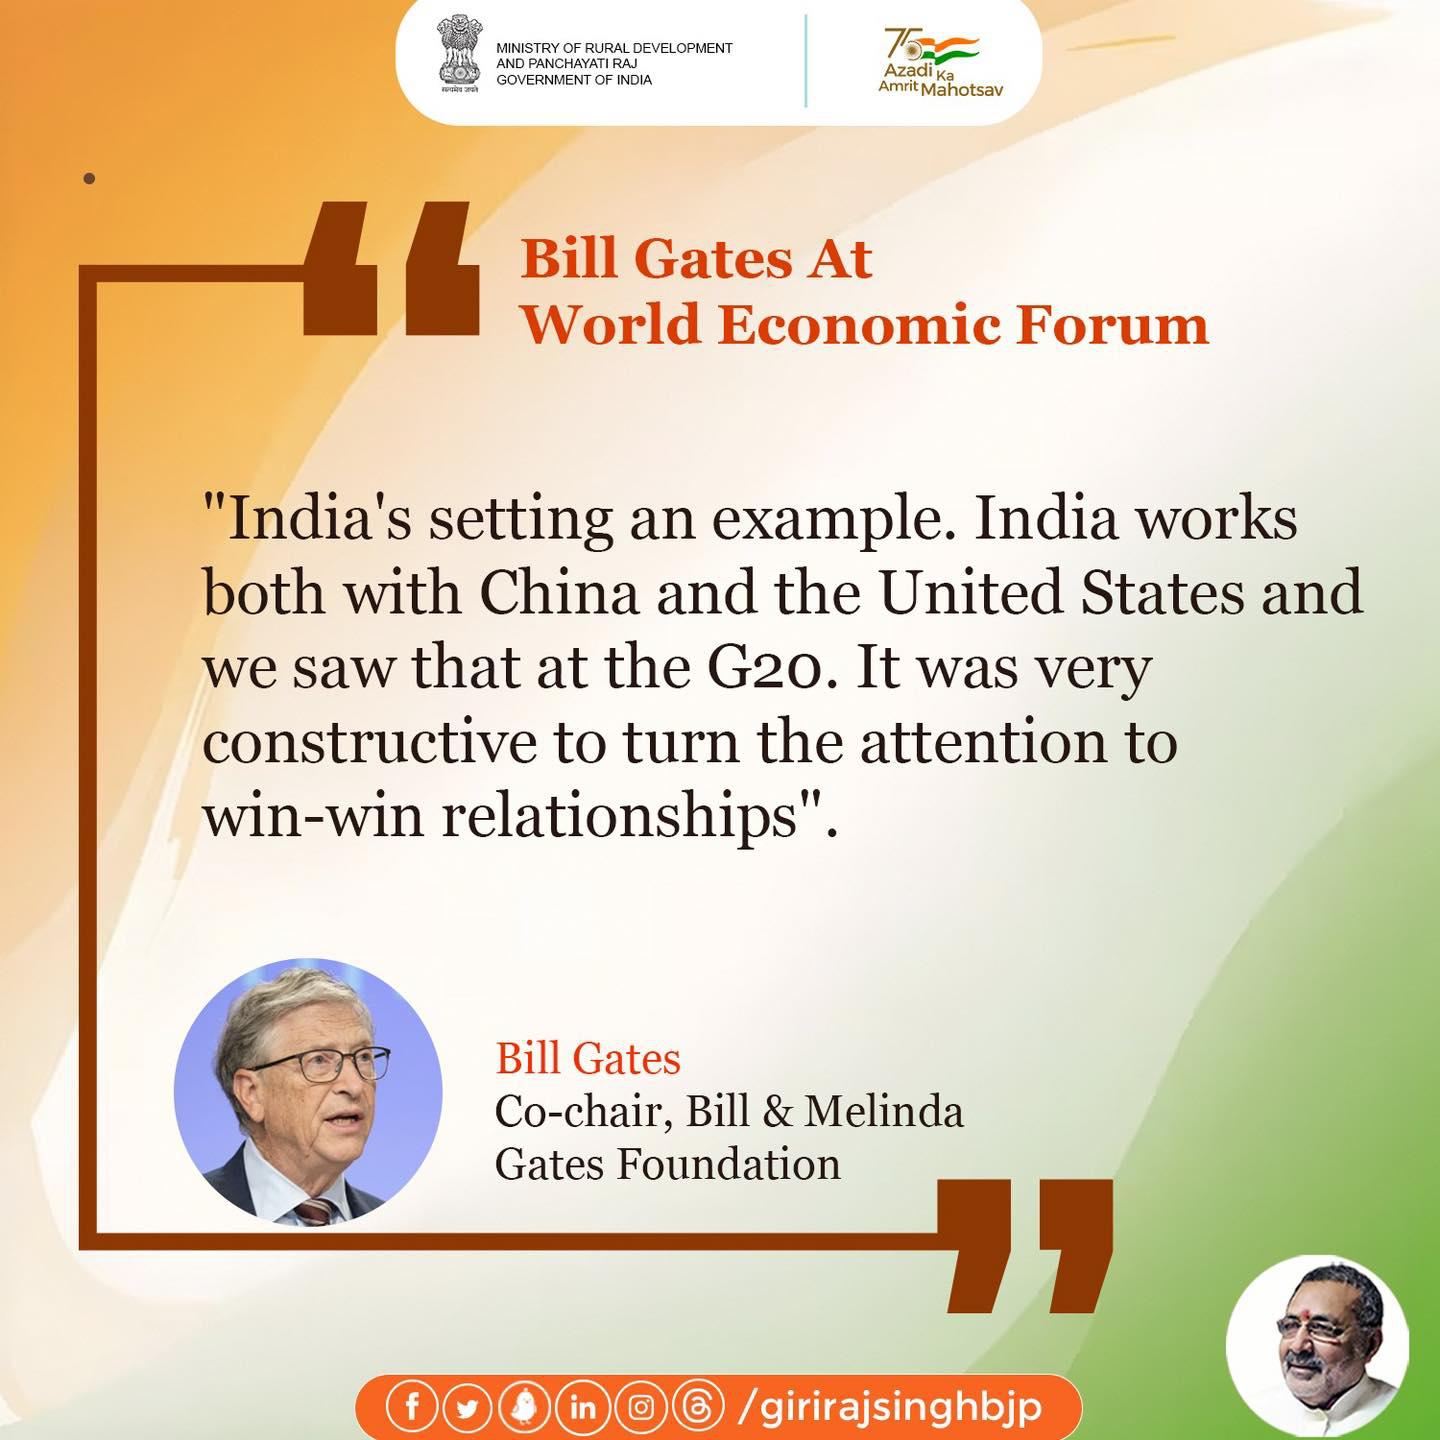 MINISTRY OF RURAL DEVELOPMENT
AND PANCHAYATI RAJ
GOVERNMENT OF INDIA
सत्यमेव जयते
75
Azadi Ka
Amrit Mahotsav
Bill Gates At
World Economic Forum
"India's setting an example. India works
both with China and the United States and
we saw that at the G20. It was very
constructive to turn the attention to
win-win relationships".
Bill Gates
Co-chair, Bill & Melinda
Gates Foundation
/girirajsinghbjp